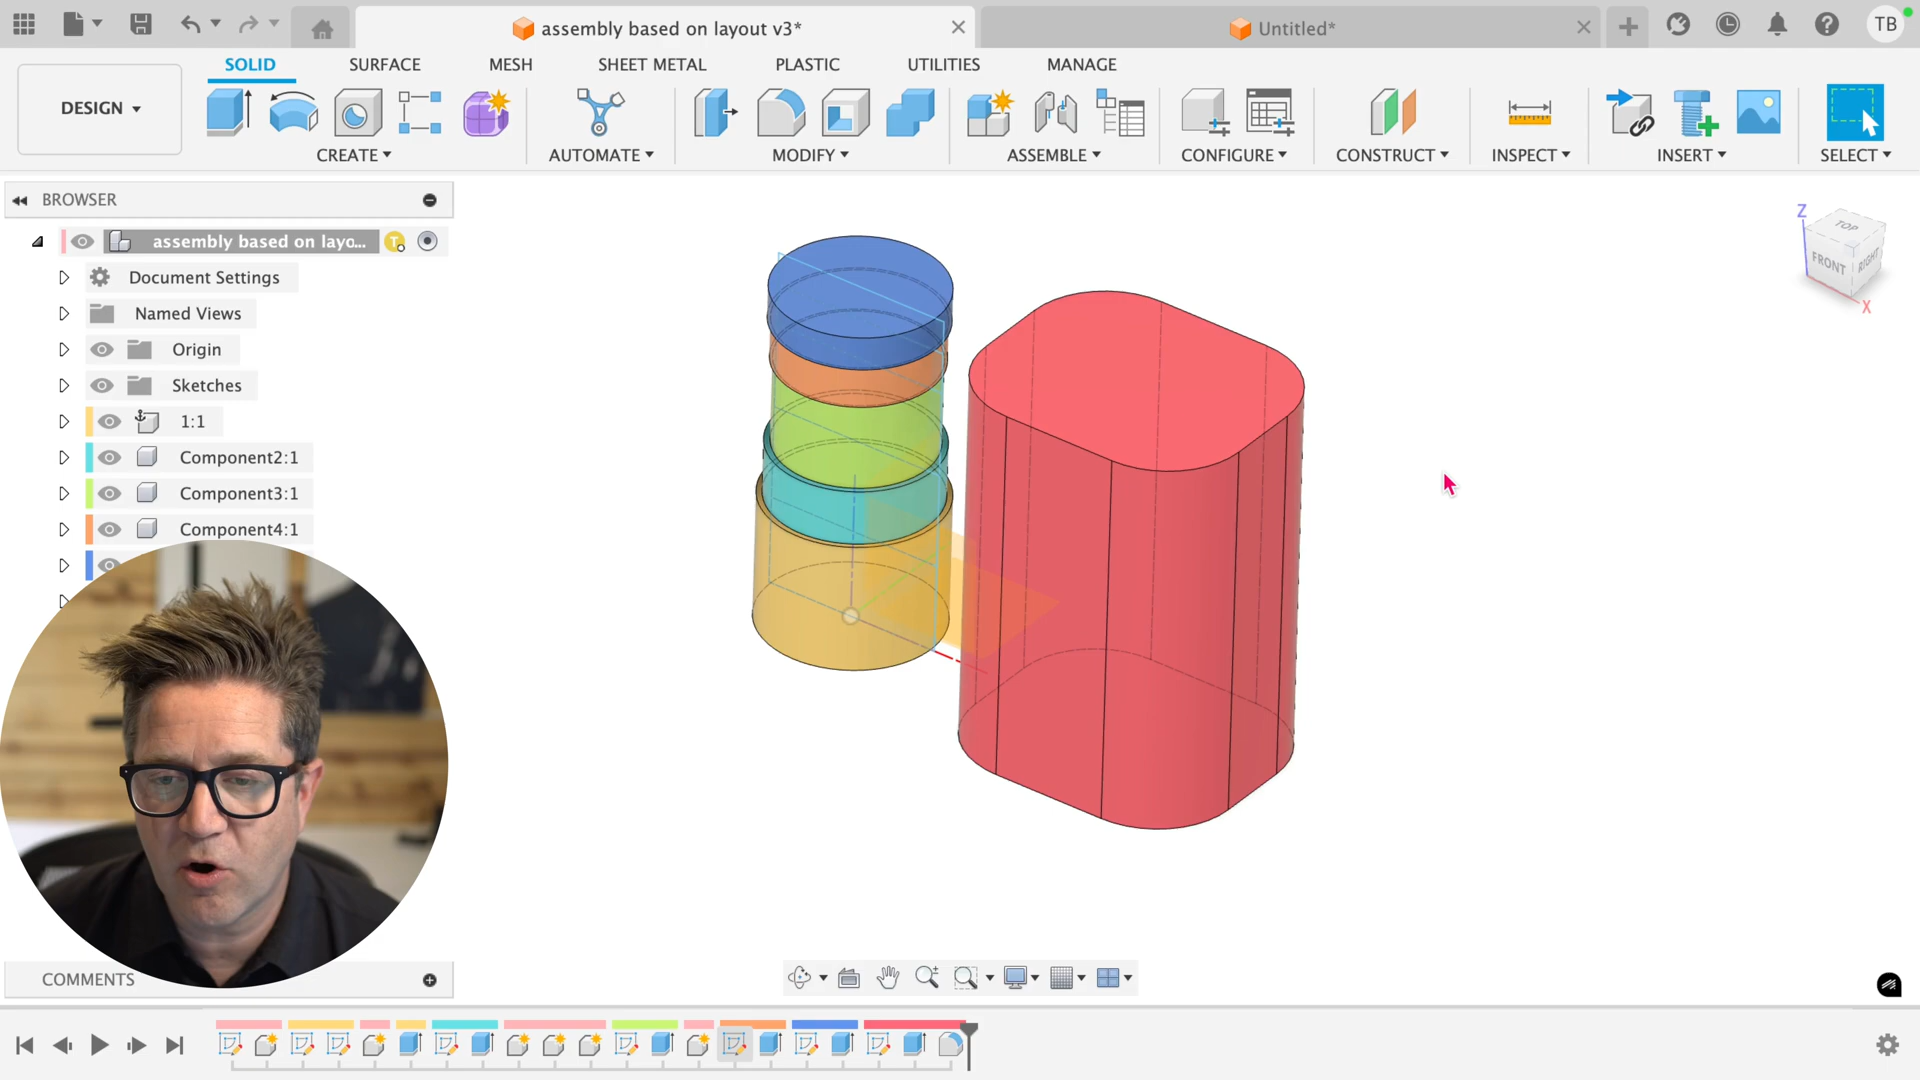 assembly based on layout v3*
Untitled*
TB
DESIGN
SOLID
SURFACE
MESH
SHEET METAL
PLASTIC
UTILITIES
MANAGE
CREATE
AUTOMATE
MODIFY
ASSEMBLE
CONFIGURE
CONSTRUCT
INSPECT
INSERT
SELECT
BROWSER
assembly based on layo...
T
Document Settings
Named Views
Origin
Sketches
1:1
Component2:1
Component3:1
Component4:1
Z
TOP
FRONT
RIGHT
X
COMMENTS